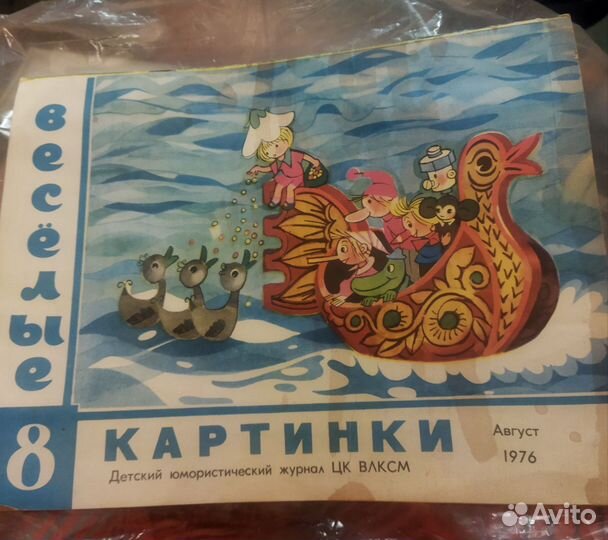 весёлые
8
КАРТИНКИ
Детский юмористический журнал ЦК ВЛКСМ
Август
1976
Avito